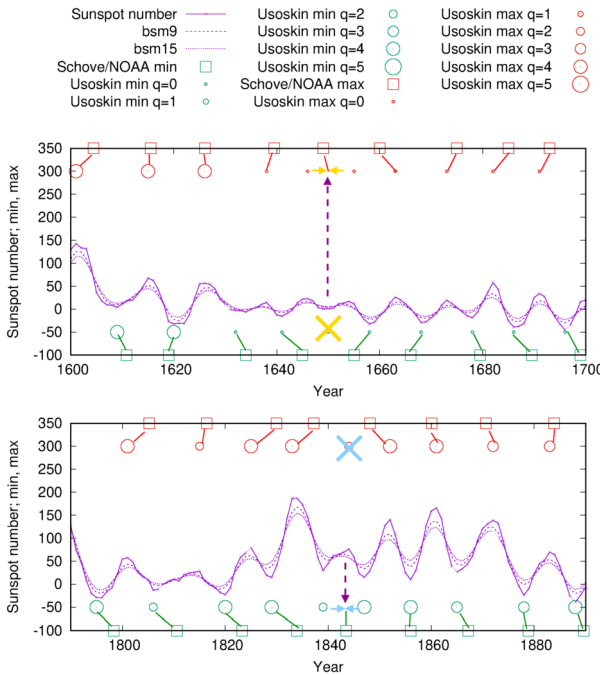 Sunspot number
bsm9
bsm15
Schove/NOAA min
Usoskin min q=0
Usoskin min q=1
Usoskin min q=2
Usoskin min q=3
Usoskin min q=4
Usoskin min q=5
Schove/NOAA max
Usoskin max q=0
Usoskin max q=1
Usoskin max q=2
Usoskin max q=3
Usoskin max q=4
Usoskin max q=5
Sunspot number; min, max
350
300
250
200
150
100
50
0
-50
-100
1600 1620 1640 1660 1680 1700
Year
Sunspot number; min, max
350
300
250
200
150
100
50
0
-50
-100
1800 1820 1840 1860 1880
Year